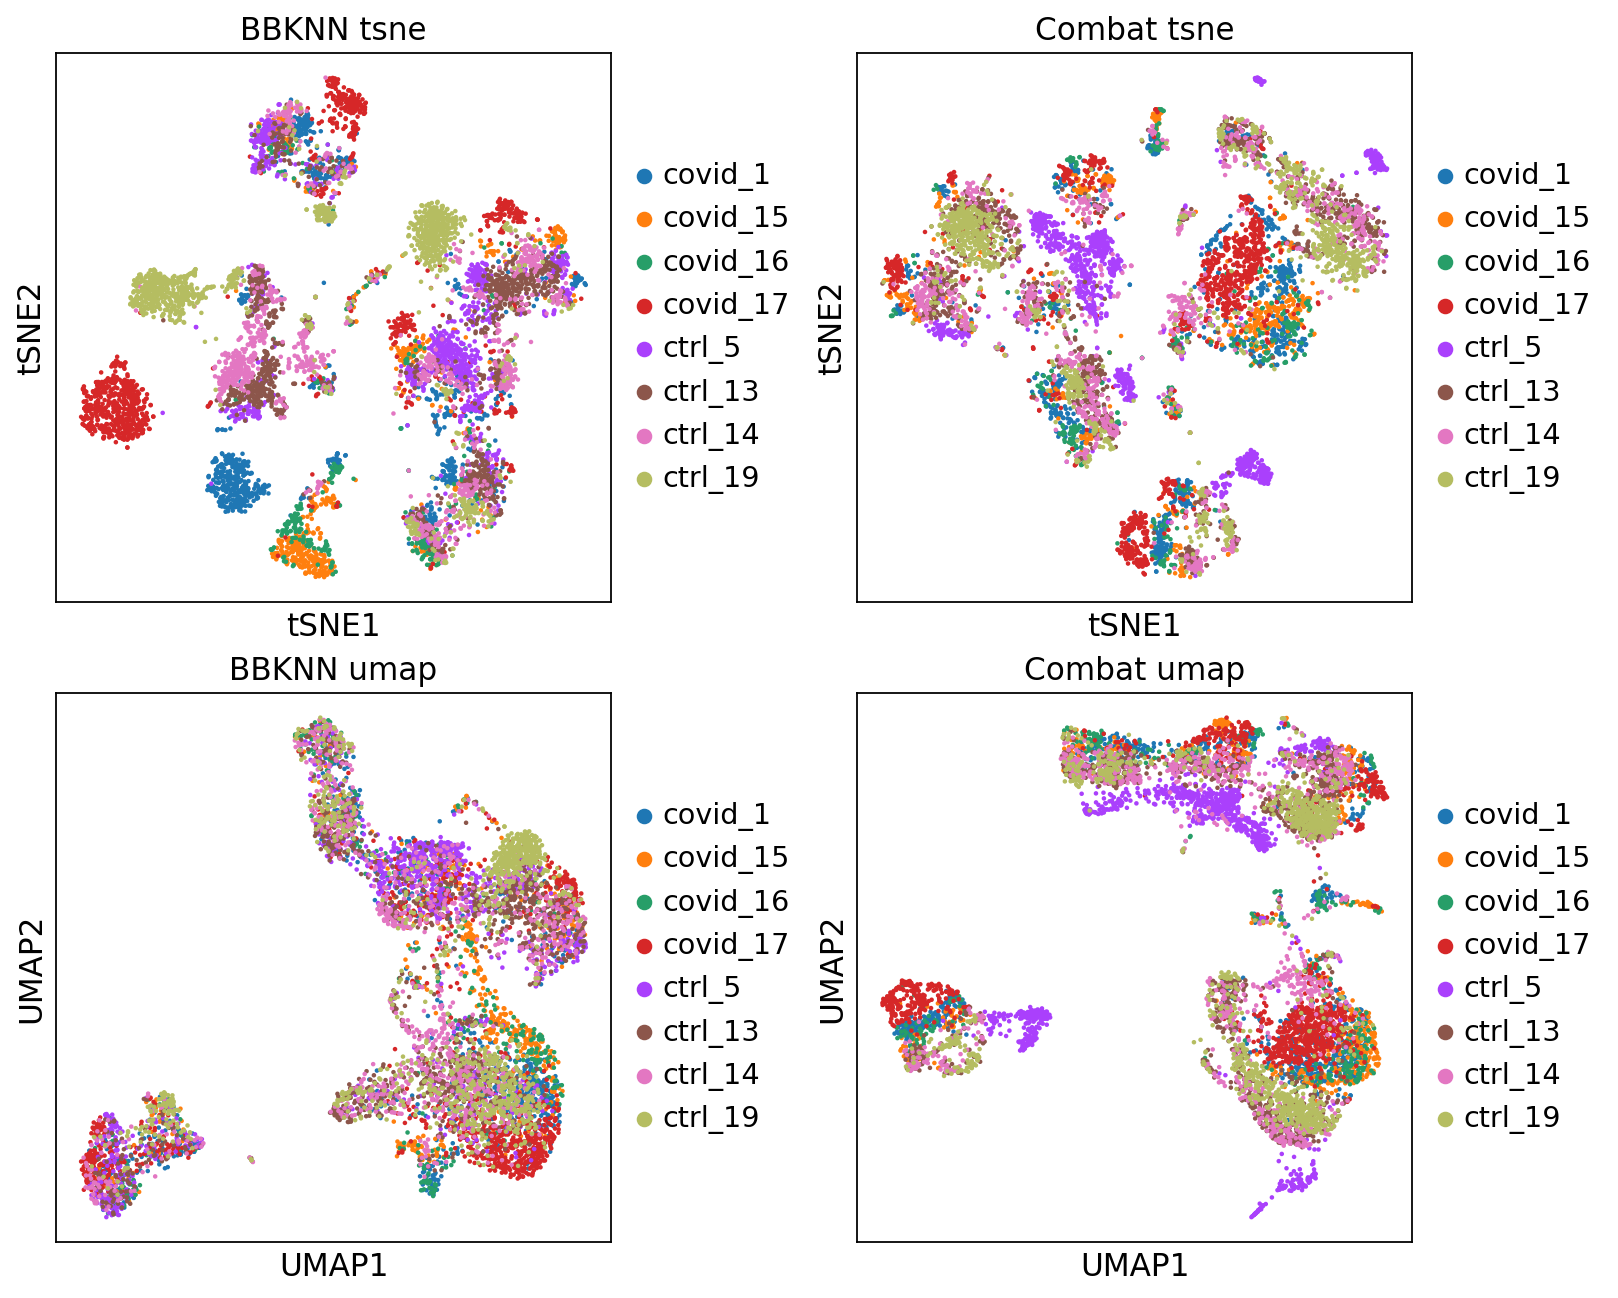 BBKNN tsne
tSNE2
tSNE1
covid_1
covid_15
covid_16
covid_17
ctrl_5
ctrl_13
ctrl_14
ctrl_19
Combat tsne
tSNE2
tSNE1
covid_1
covid_15
covid_16
covid_17
ctrl_5
ctrl_13
ctrl_14
ctrl_19
BBKNN umap
UMAP2
UMAP1
covid_1
covid_15
covid_16
covid_17
ctrl_5
ctrl_13
ctrl_14
ctrl_19
Combat umap
UMAP2
UMAP1
covid_1
covid_15
covid_16
covid_17
ctrl_5
ctrl_13
ctrl_14
ctrl_19